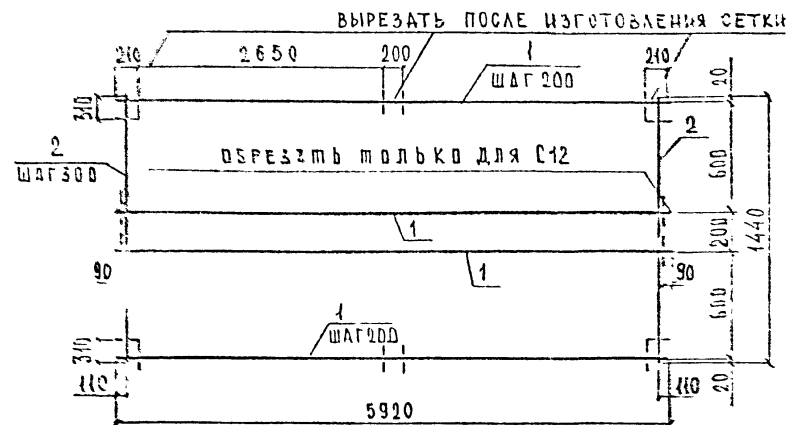 ВЫРЕЗАТЬ ПОСЛЕ ИЗГОТОВЛЕНИЯ СЕТКИ
210 2650 200 1 210 20
ШАГ 200
310
2 2
ШАГ 300
ОБРЕЗАТЬ ТОЛЬКО ДЛЯ С12
600
1 200 1440
90 1 90
600
1
ШАГ 200
310
110 110 20
5920